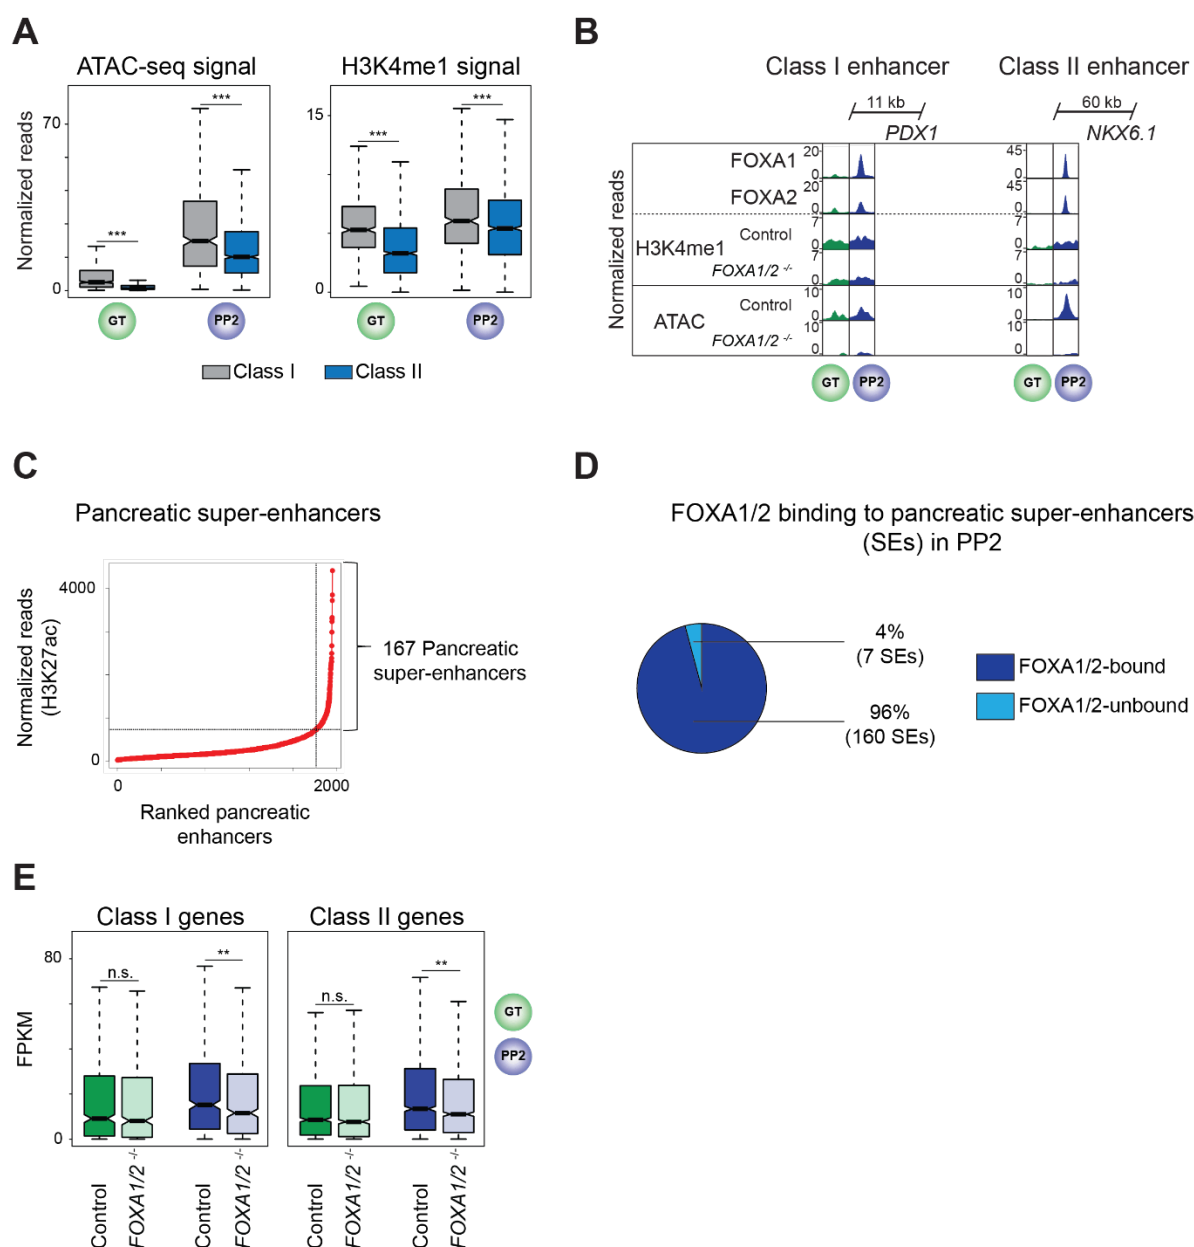 A
ATAC-seq signal
H3K4me1 signal
Normalized reads
70
0
***
***
15
0
***
***
GT
PP2
GT
PP2
Class I
Class II
B
Class I enhancer
Class II enhancer
11 kb
60 kb
PDX1
NKX6.1
Normalized reads
FOXA1
20
0
45
0
FOXA2
20
0
45
0
H3K4me1
Control
7
0
7
0
FOXA1/2 -/-
7
0
7
0
ATAC
Control
10
0
10
0
FOXA1/2 -/-
10
0
10
0
GT
PP2
GT
PP2
C
Pancreatic super-enhancers
Normalized reads
(H3K27ac)
4000
0
0
2000
Ranked pancreatic
enhancers
167 Pancreatic
super-enhancers
D
FOXA1/2 binding to pancreatic super-enhancers
(SEs) in PP2
4%
(7 SEs)
96%
(160 SEs)
FOXA1/2-bound
FOXA1/2-unbound
E
Class I genes
Class II genes
FPKM
80
0
n.s.
**
n.s.
**
GT
PP2
Control
FOXA1/2 -/-
Control
FOXA1/2 -/-
Control
FOXA1/2 -/-
Control
FOXA1/2 -/-